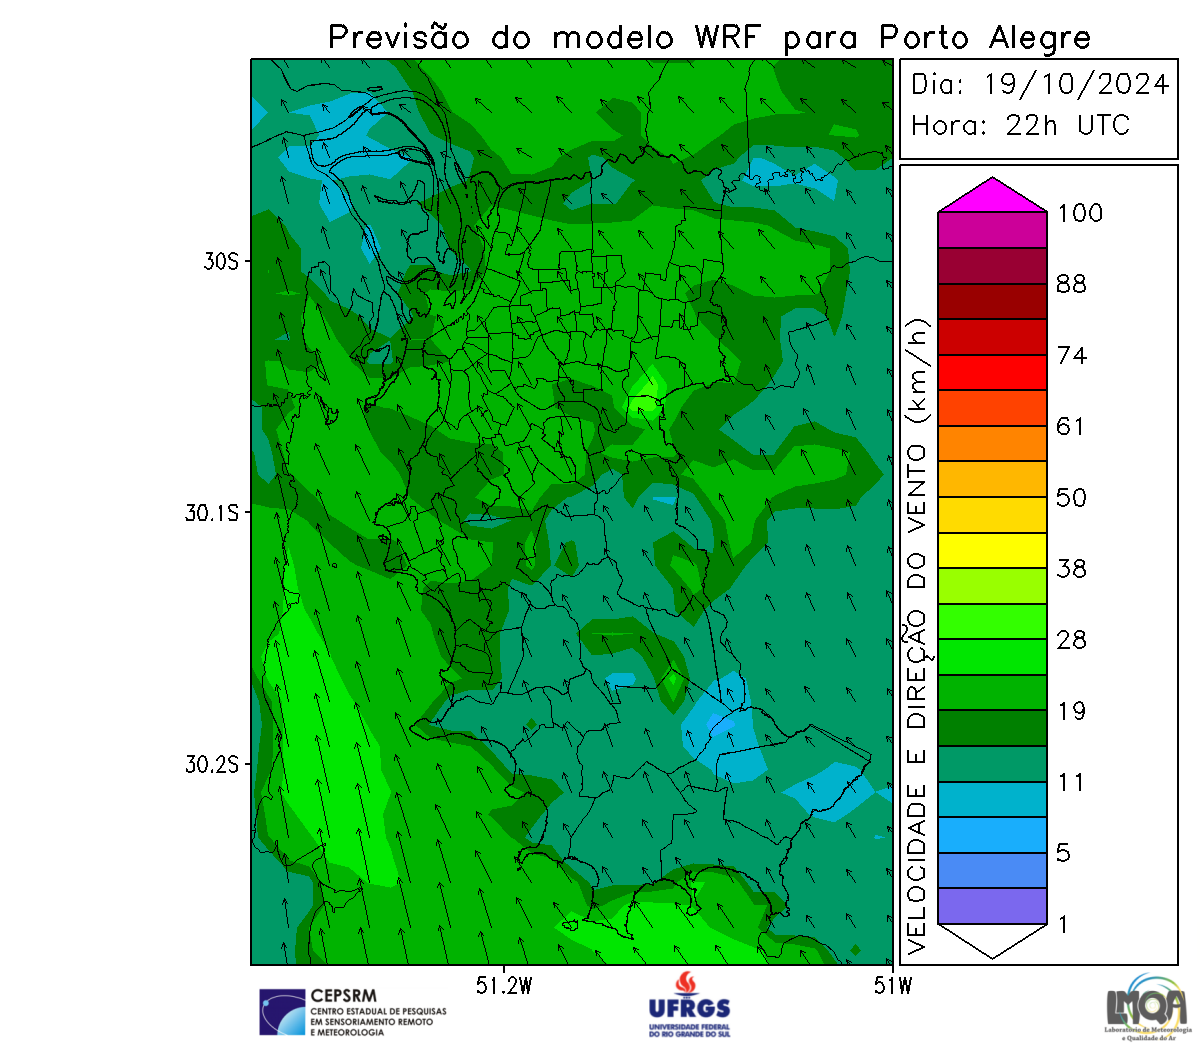 Previsão do modelo WRF para Porto Alegre
Dia: 19/10/2024
Hora: 22h UTC
30S
30.1S
30.2S
51.2W
51W
VELOCIDADE E DIREÇÃO DO VENTO (km/h)
100
88
74
61
50
38
28
19
11
5
1
CEPSRM
CENTRO ESTADUAL DE PESQUISAS
EM SENSORIAMENTO REMOTO
E METEOROLOGIA
UFRGS
UNIVERSIDADE FEDERAL
DO RIO GRANDE DO SUL
LMQA
Laboratório de Meteorologia
e Qualidade do Ar